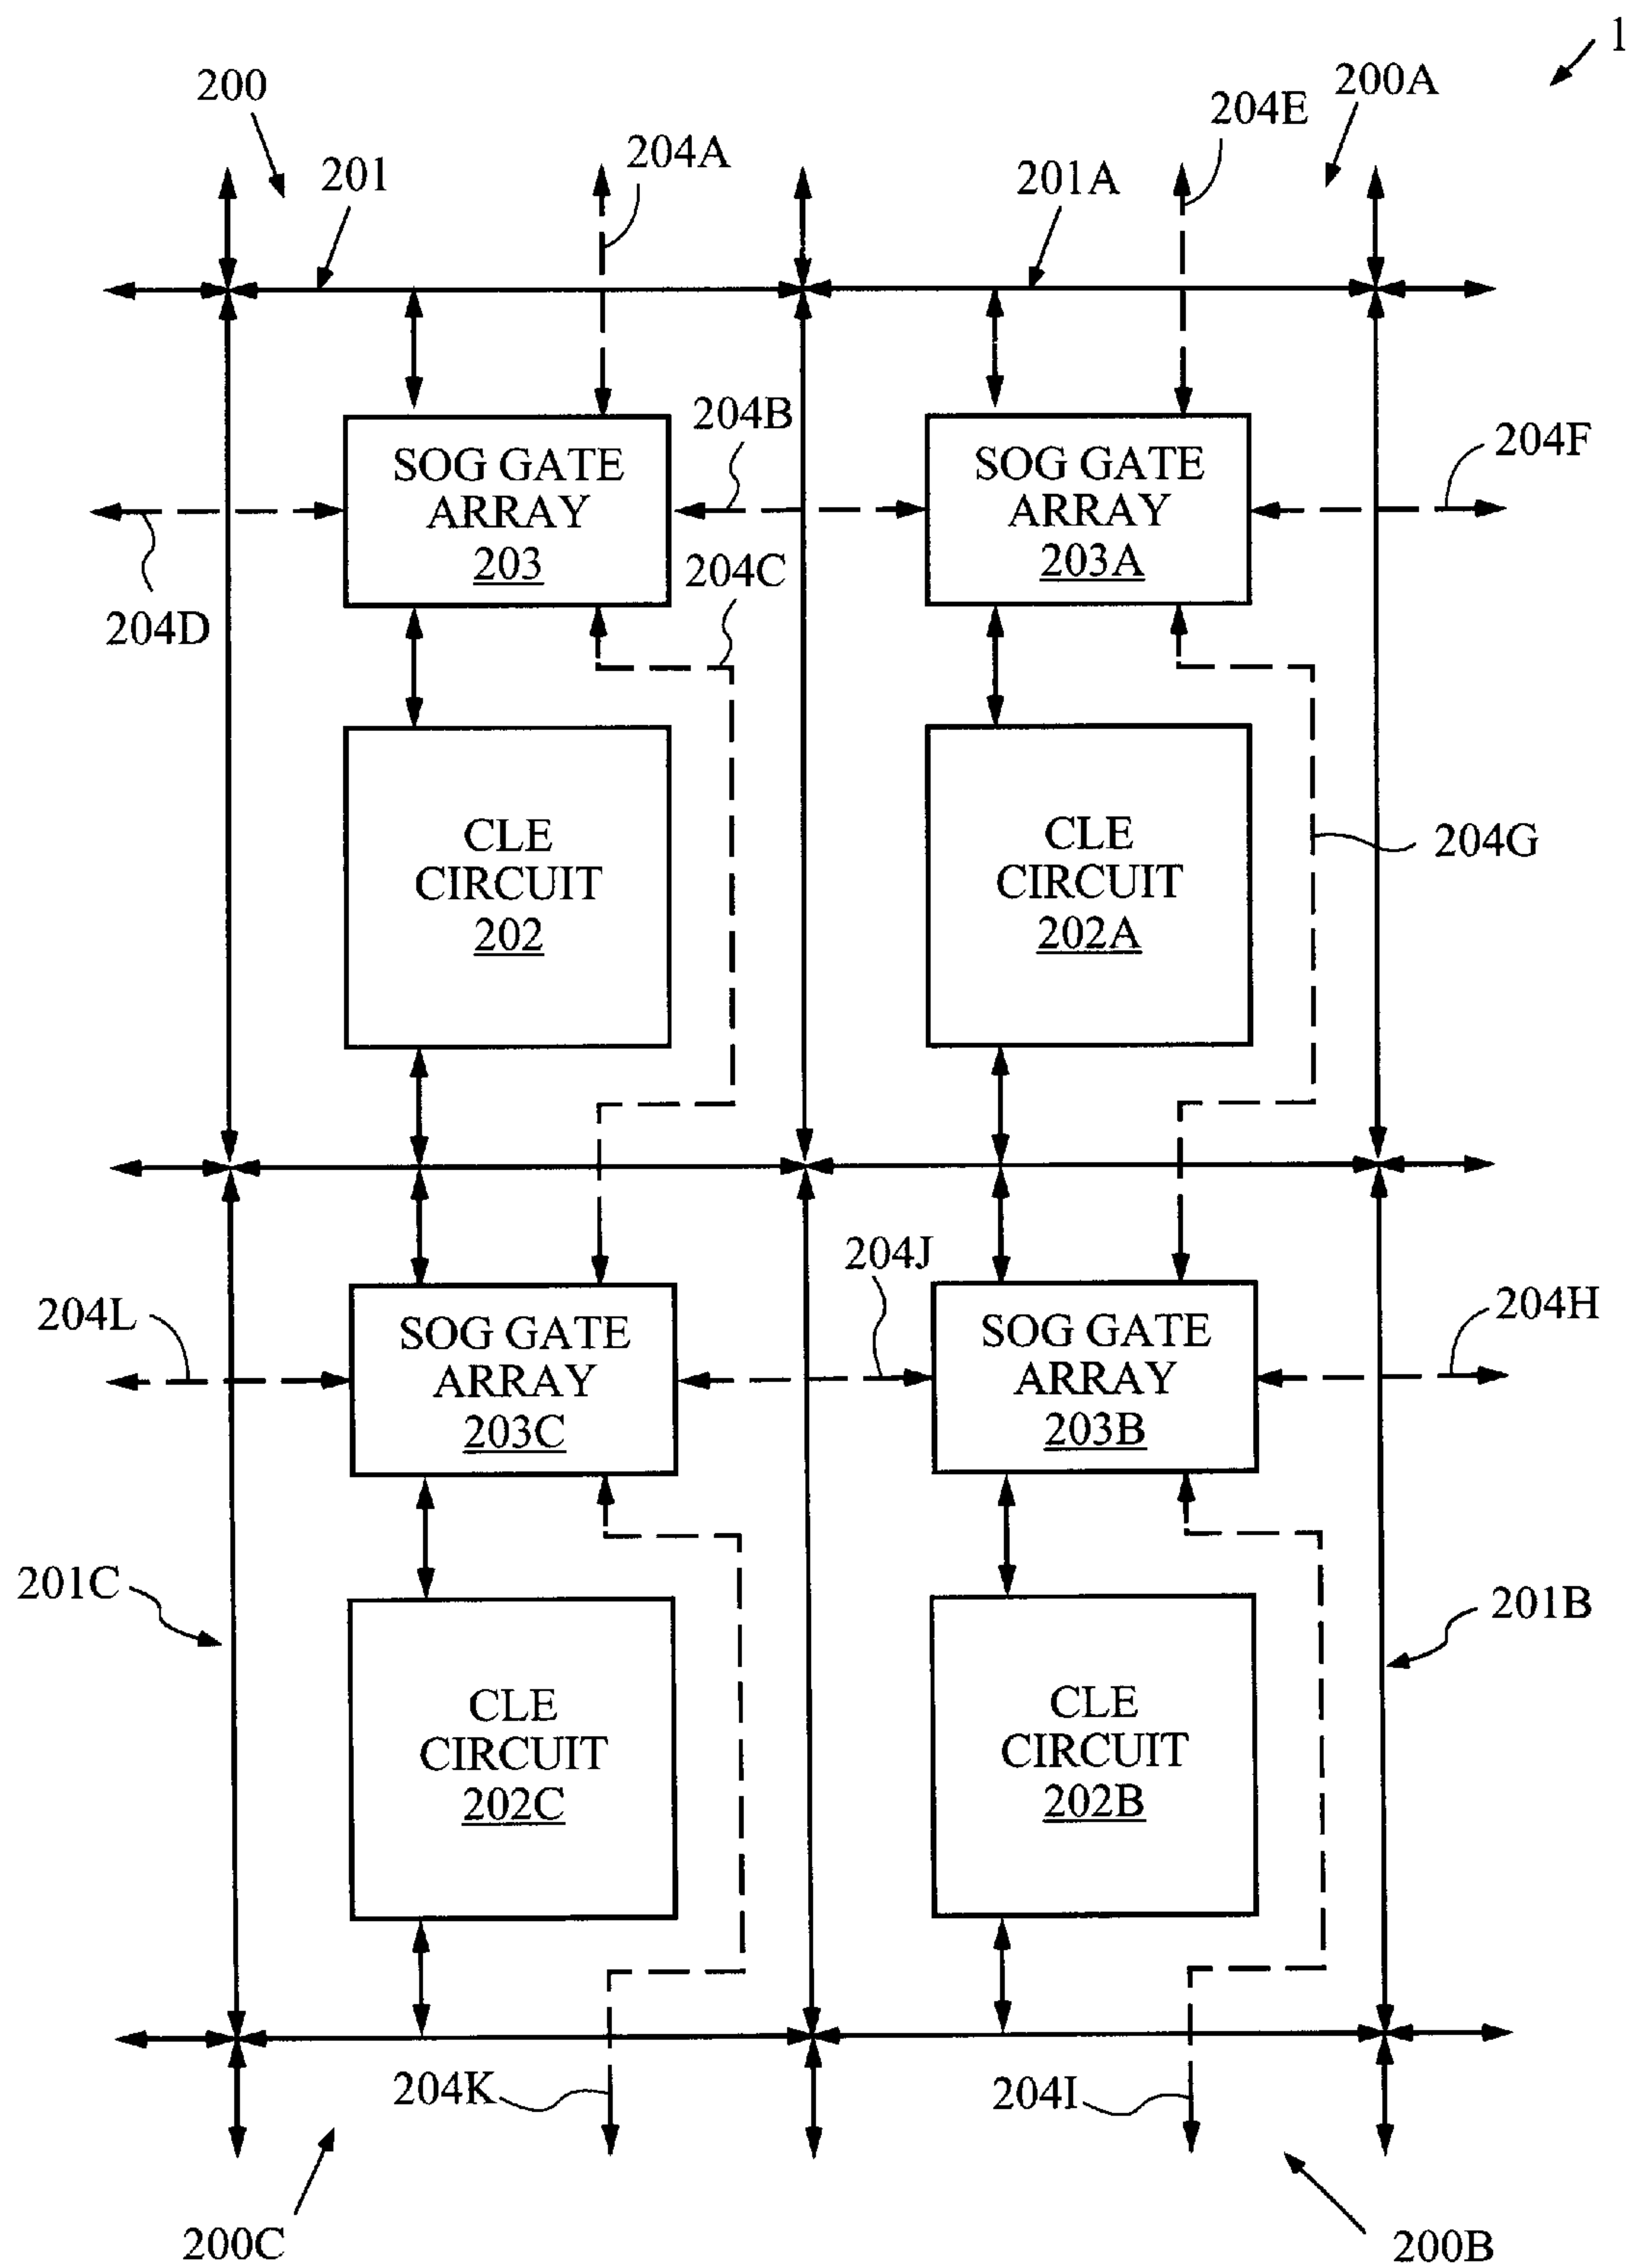 1
200
200A
204E
204A
201
201A
204B
204F
SOG GATE
ARRAY
203
SOG GATE
ARRAY
203A
204C
204D
CLE
CIRCUIT
202
CLE
CIRCUIT
202A
204G
204J
204L
204H
SOG GATE
ARRAY
203C
SOG GATE
ARRAY
203B
201C
201B
CLE
CIRCUIT
202C
CLE
CIRCUIT
202B
204K
204I
200C
200B